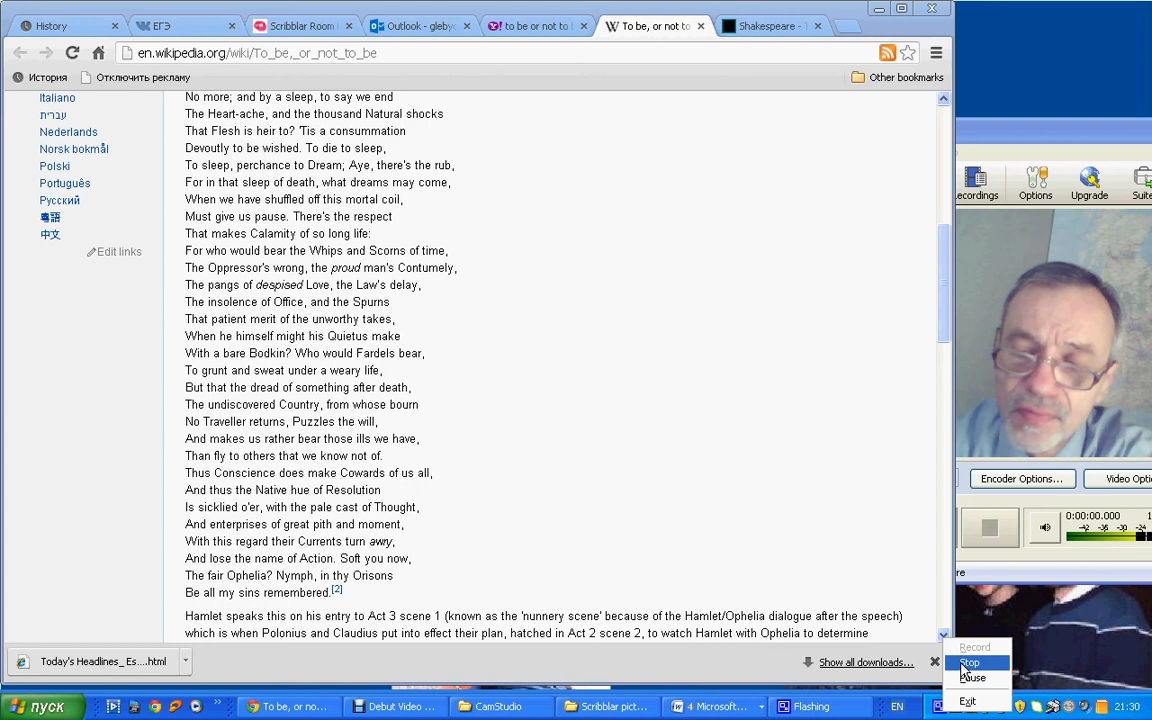 History
ЕГЭ
Scribblar Room
Outlook - gleby
to be or not to
To be, or not to
Shakespeare - 
en.wikipedia.org/wiki/To_be,_or_not_to_be
История
Отключить рекламу
Other bookmarks
Italiano
עברית
Nederlands
Norsk bokmål
Polski
Português
Русский
粵語
中文
Edit links
No more; and by a sleep, to say we end
The Heart-ache, and the thousand Natural shocks
That Flesh is heir to? 'Tis a consummation
Devoutly to be wished. To die to sleep,
To sleep, perchance to Dream; Aye, there's the rub,
For in that sleep of death, what dreams may come,
When we have shuffled off this mortal coil,
Must give us pause. There's the respect
That makes Calamity of so long life:
For who would bear the Whips and Scorns of time,
The Oppressor's wrong, the proud man's Contumely,
The pangs of despised Love, the Law's delay,
The insolence of Office, and the Spurns
That patient merit of the unworthy takes,
When he himself might his Quietus make
With a bare Bodkin? Who would Fardels bear,
To grunt and sweat under a weary life,
But that the dread of something after death,
The undiscovered Country, from whose bourn
No Traveller returns, Puzzles the will,
And makes us rather bear those ills we have,
Than fly to others that we know not of.
Thus Conscience does make Cowards of us all,
And thus the Native hue of Resolution
Is sicklied o'er, with the pale cast of Thought,
And enterprises of great pith and moment,
With this regard their Currents turn awry,
And lose the name of Action. Soft you now,
The fair Ophelia? Nymph, in thy Orisons
Be all my sins remembered.[2]
Hamlet speaks this on his entry to Act 3 scene 1 (known as the 'nunnery scene' because of the Hamlet/Ophelia dialogue after the speech)
which is when Polonius and Claudius put into effect their plan, hatched in Act 2 scene 2, to watch Hamlet with Ophelia to determine
ecordings
Options
Upgrade
Suite
Encoder Options...
Video Opti
0:00:00.000
-42 -36 -30 -24
re
Today's Headlines_ Es....html
Show all downloads...
Record
Stop
Pause
Exit
пуск
To be, or no...
Debut Video ...
CamStudio
Scribblar pict...
4 Microsoft...
Flashing
EN
21:30